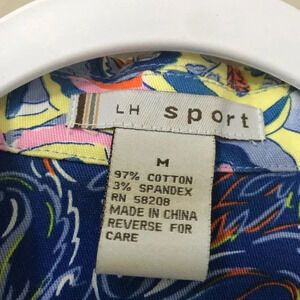 LH sport
M
97% COTTON
3% SPANDEX
RN 58208
MADE IN CHINA
REVERSE FOR
CARE